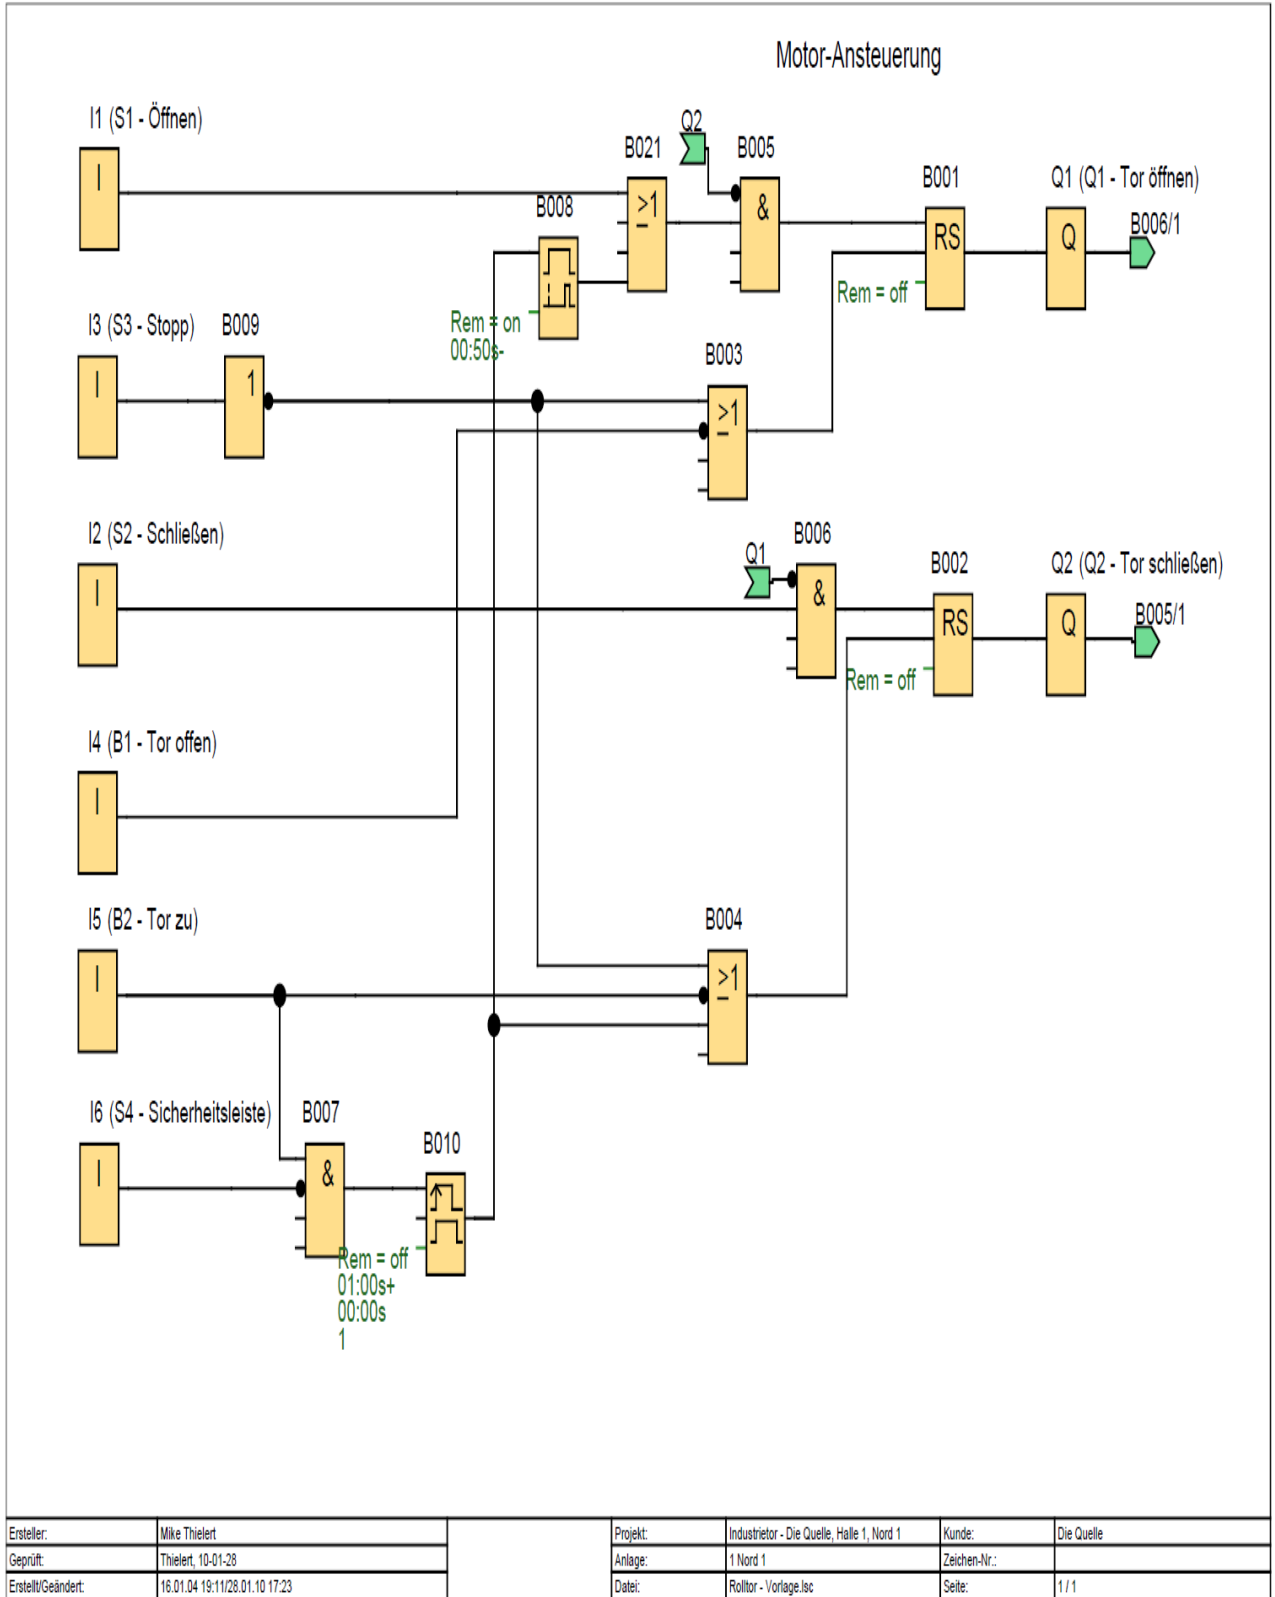 Motor-Ansteuerung
I1 (S1 - Öffnen)
I
Q2
B021
>1
B005
&
B008
Rem = on
00:50s-
B001
RS
Rem = off
Q1 (Q1 - Tor öffnen)
Q
B006/1
I3 (S3 - Stopp)
I
B009
1
B003
>1
I2 (S2 - Schließen)
I
Q1
B006
&
B002
RS
Rem = off
Q2 (Q2 - Tor schließen)
Q
B005/1
I4 (B1 - Tor offen)
I
I5 (B2 - Tor zu)
I
B004
>1
I6 (S4 - Sicherheitsleiste)
I
B007
&
B010
Rem = off
01:00s+
00:00s
1
Ersteller: Mike Thielert
Geprüft: Thielert, 10-01-28
Erstellt/Geändert: 16.01.04 19:11/28.01.10 17:23
Projekt: Industrietor - Die Quelle, Halle 1, Nord 1
Anlage: 1 Nord 1
Datei: Rolltor - Vorlage.lsc
Kunde: Die Quelle
Zeichen-Nr.:
Seite: 1 / 1